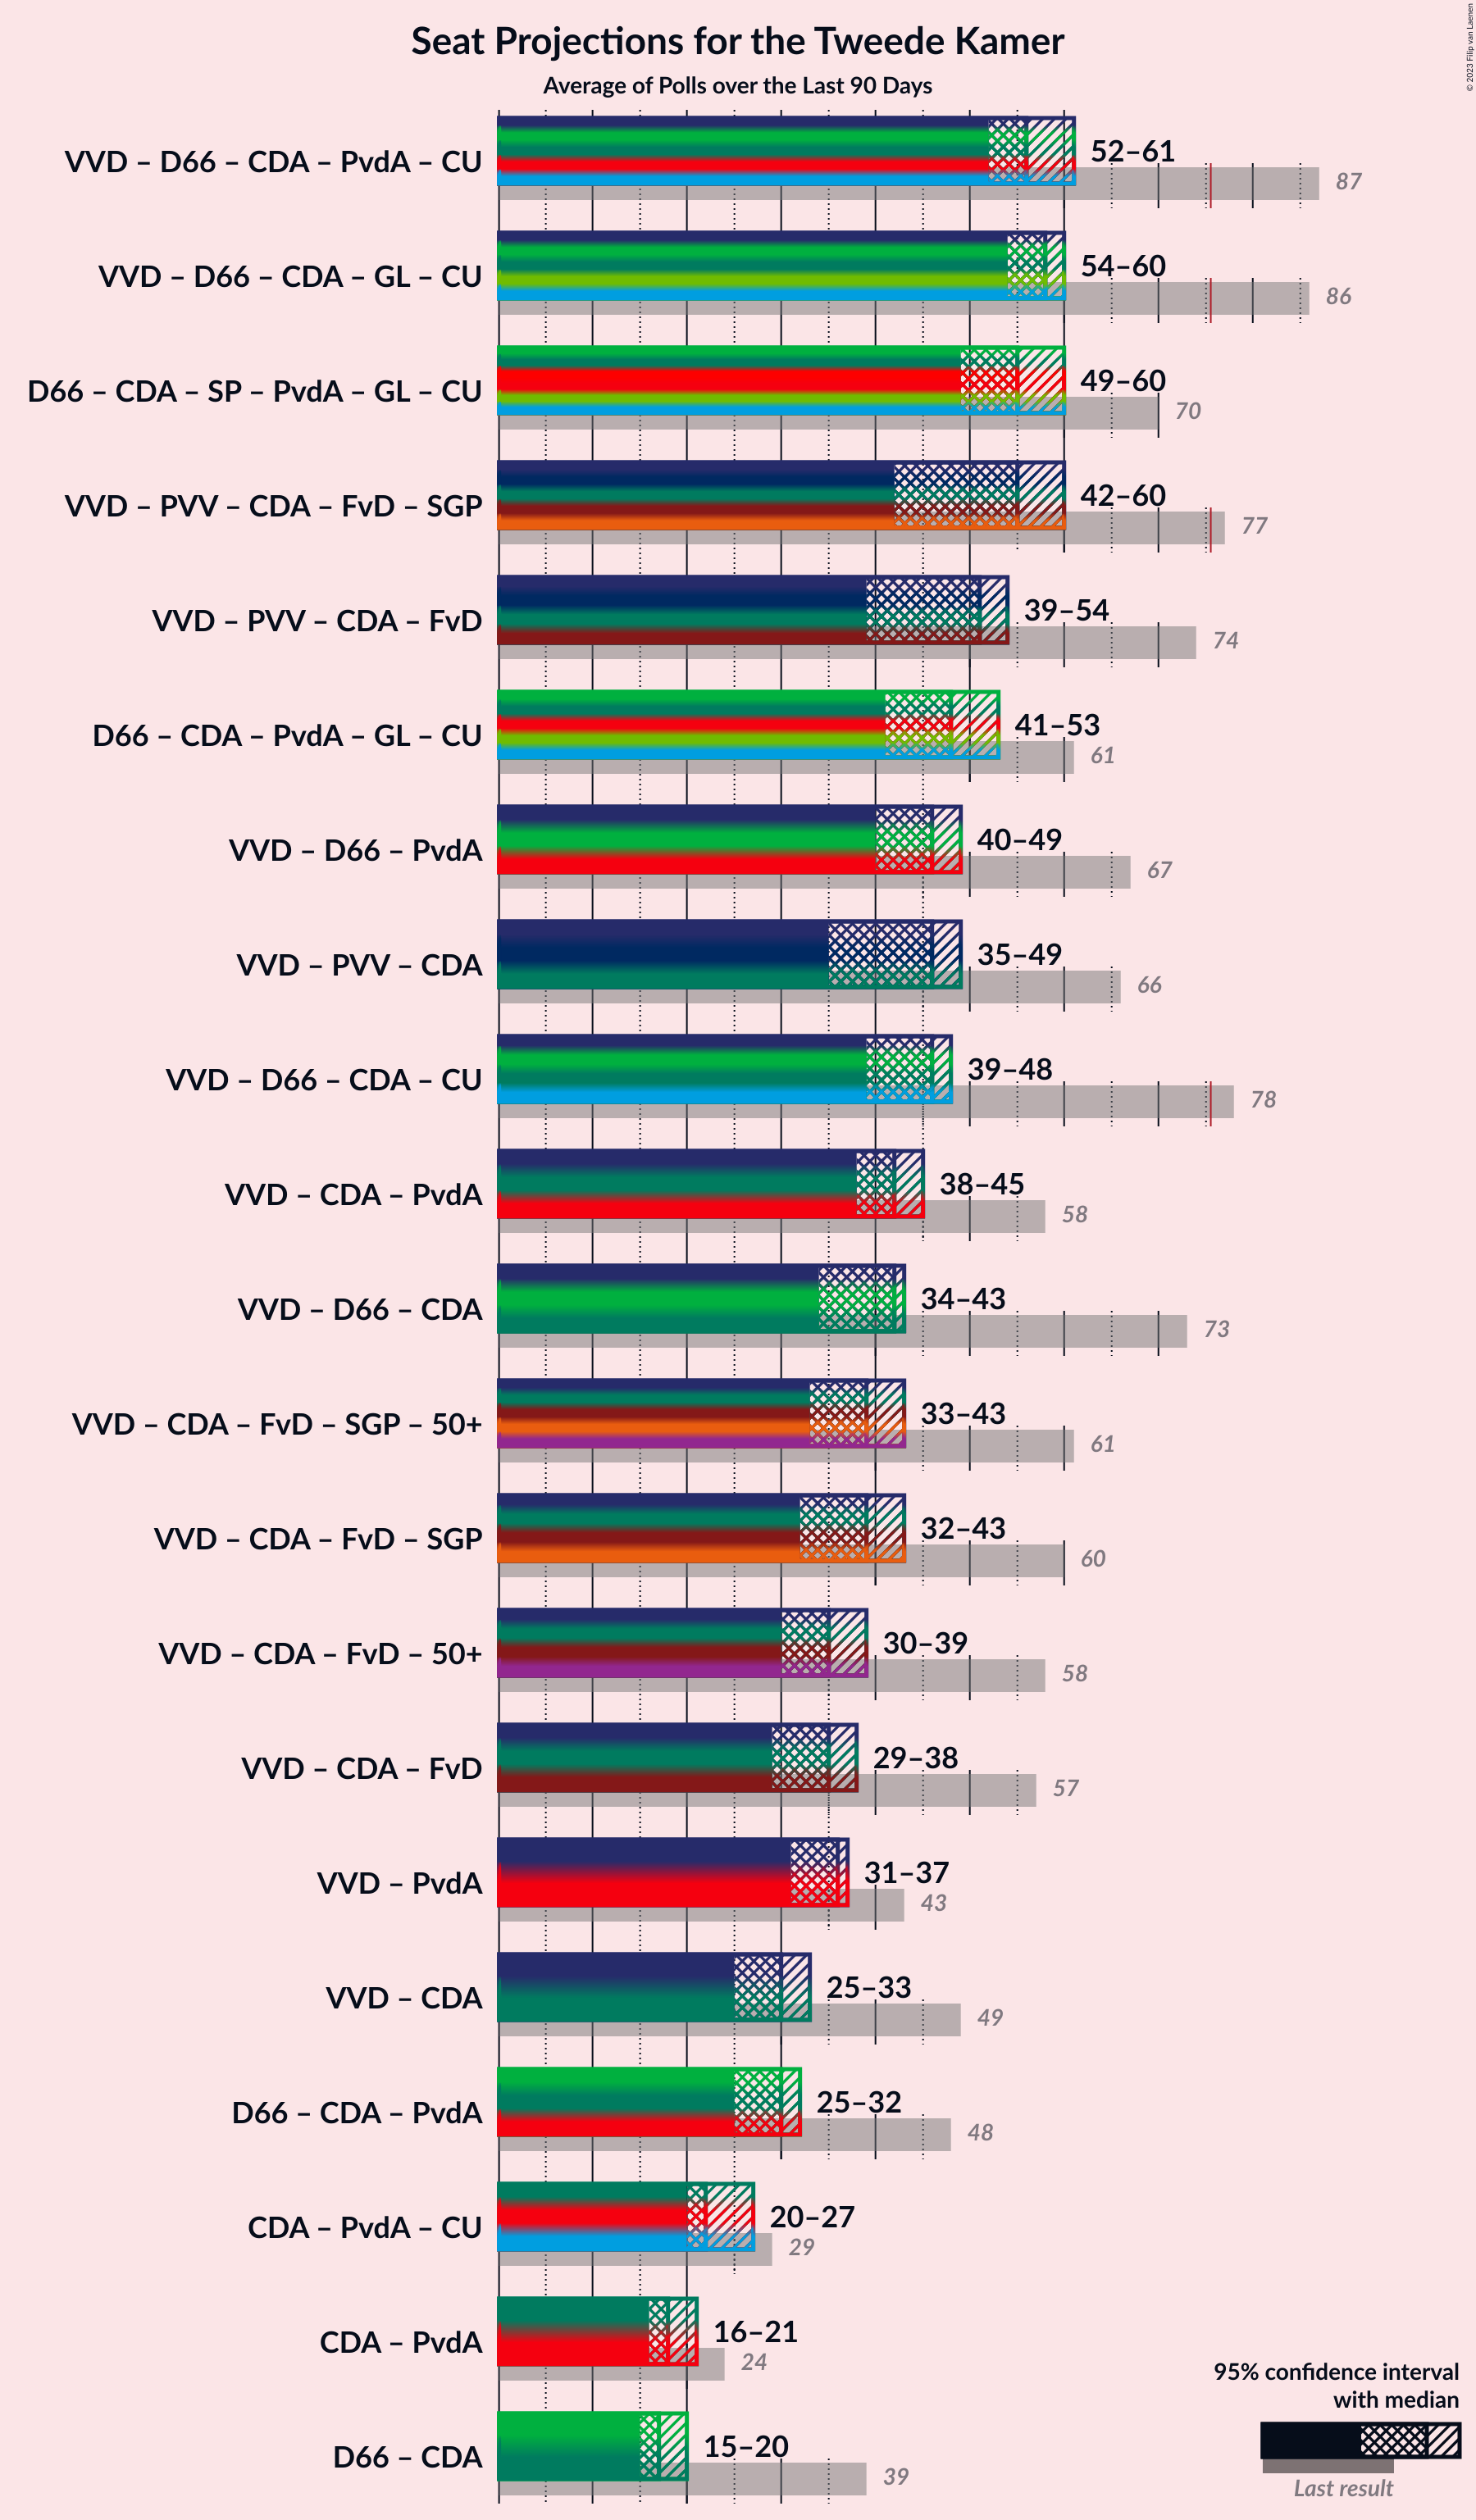 © 2023 Filip van Laenen
Seat Projections for the Tweede Kamer
Average of Polls over the Last 90 Days
VVD – D66 – CDA – PvdA – CU
52–61
87
VVD – D66 – CDA – GL – CU
54–60
86
D66 – CDA – SP – PvdA – GL – CU
49–60
70
VVD – PVV – CDA – FvD – SGP
42–60
77
VVD – PVV – CDA – FvD
39–54
74
D66 – CDA – PvdA – GL – CU
41–53
61
VVD – D66 – PvdA
40–49
67
VVD – PVV – CDA
35–49
66
VVD – D66 – CDA – CU
39–48
78
VVD – CDA – PvdA
38–45
58
VVD – D66 – CDA
34–43
73
VVD – CDA – FvD – SGP – 50+
33–43
61
VVD – CDA – FvD – SGP
32–43
60
VVD – CDA – FvD – 50+
30–39
58
VVD – CDA – FvD
29–38
57
VVD – PvdA
31–37
43
VVD – CDA
25–33
49
D66 – CDA – PvdA
25–32
48
CDA – PvdA – CU
20–27
29
CDA – PvdA
16–21
24
D66 – CDA
15–20
39
95% confidence interval
with median
Last result